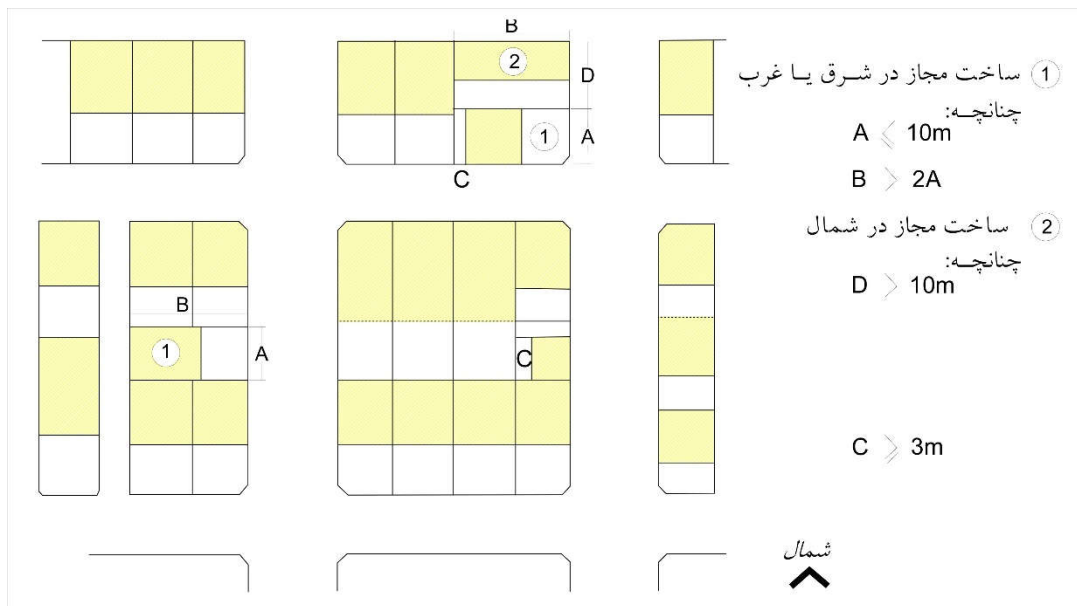 B
2
D
1
A
C
① ساخت مجاز در شرق یا غرب
چنانچه:
A ⩽ 10m
B > 2A
② ساخت مجاز در شمال
چنانچه:
D > 10m
C ⩾ 3m
B
1
A
C
شمال